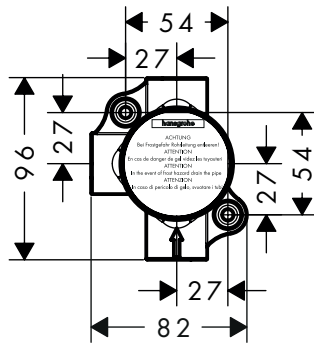 54
27
hansgrohe
ACHTUNG
Bei Frostgefahr Rohrleitung entleeren!
ATTENTION
En cas de danger de gel videz les tuyauteri
ATTENTION
In the event of frost hazard drain the pipe
ATTENZIONE
In caso di pericolo di gelo, svuotare i tubi
96
27
54
27
27
82